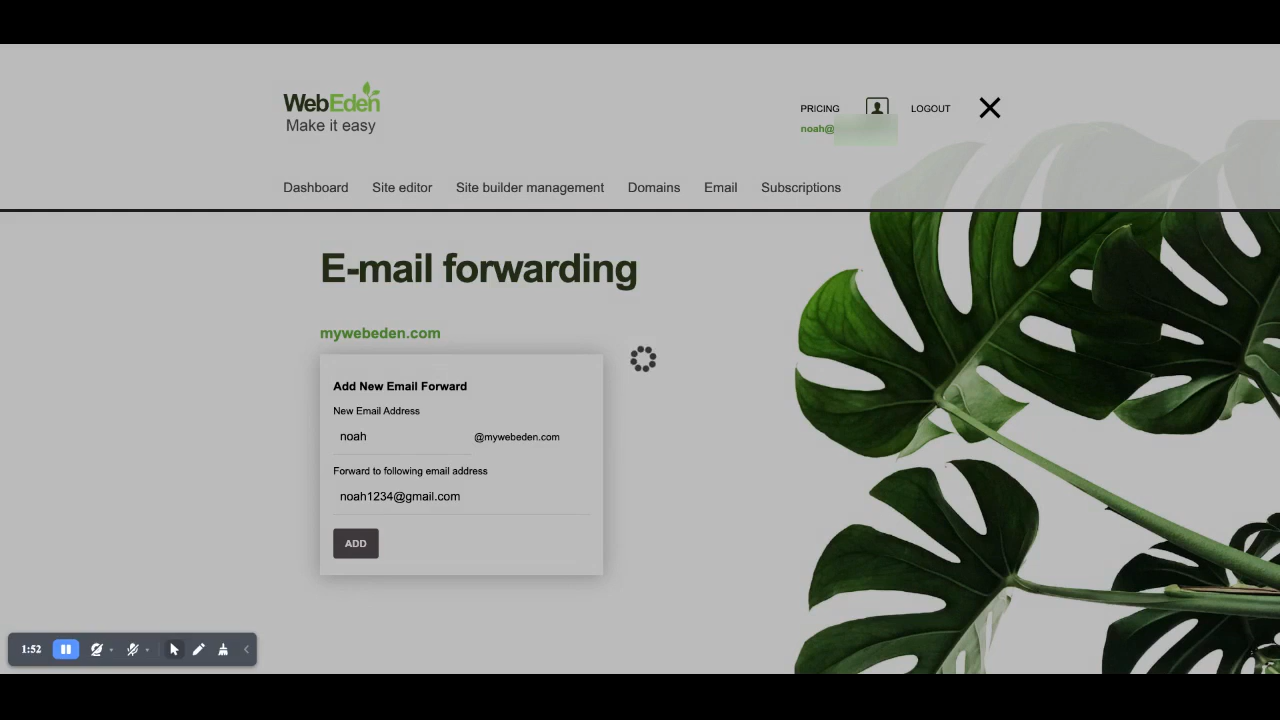 WebEden
Make it easy
PRICING
LOGOUT
noah@
Dashboard
Site editor
Site builder management
Domains
Email
Subscriptions
E-mail forwarding
mywebeden.com
Add New Email Forward
New Email Address
noah
@mywebeden.com
Forward to following email address
noah1234@gmail.com
ADD
1:52